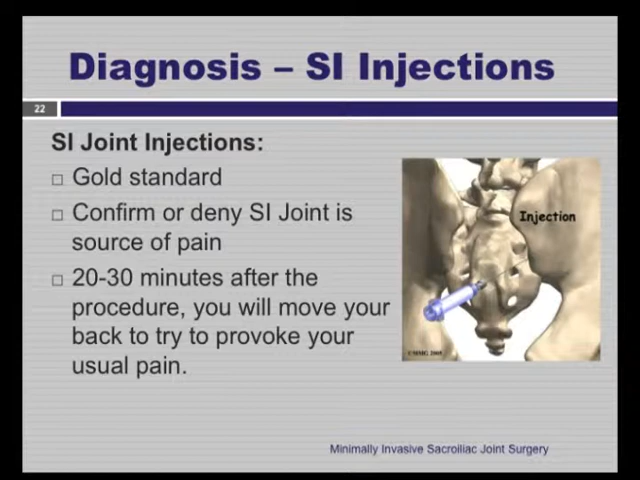 Diagnosis – SI Injections
22
SI Joint Injections:
□ Gold standard
□ Confirm or deny SI Joint is
source of pain
□ 20-30 minutes after the
procedure, you will move your
back to try to provoke your
usual pain.
Injection
Minimally Invasive Sacroiliac Joint Surgery